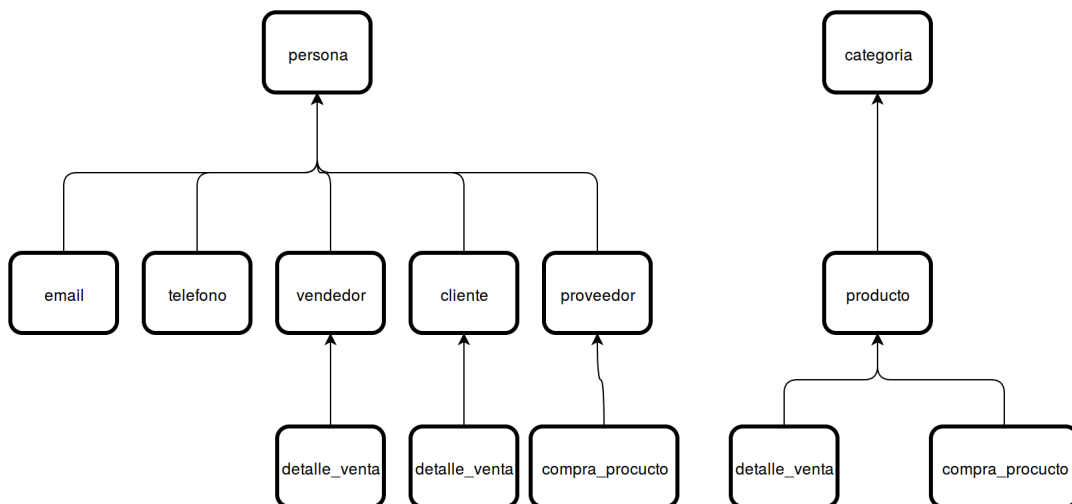 persona
categoria
email
telefono
vendedor
cliente
proveedor
producto
detalle_venta
detalle_venta
compra_procucto
detalle_venta
compra_procucto